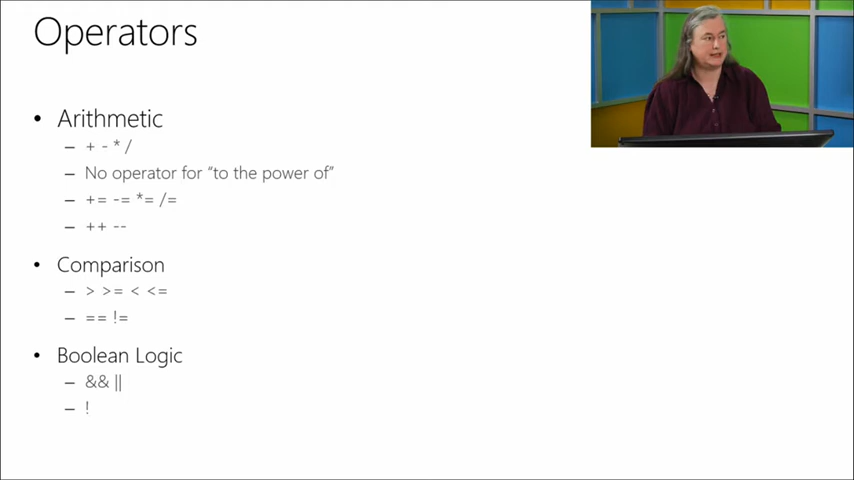 Operators
• Arithmetic
– + - * /
– No operator for “to the power of”
– += -= *= /=
– ++ --
• Comparison
– > >= < <=
– == !=
• Boolean Logic
– && ||
– !